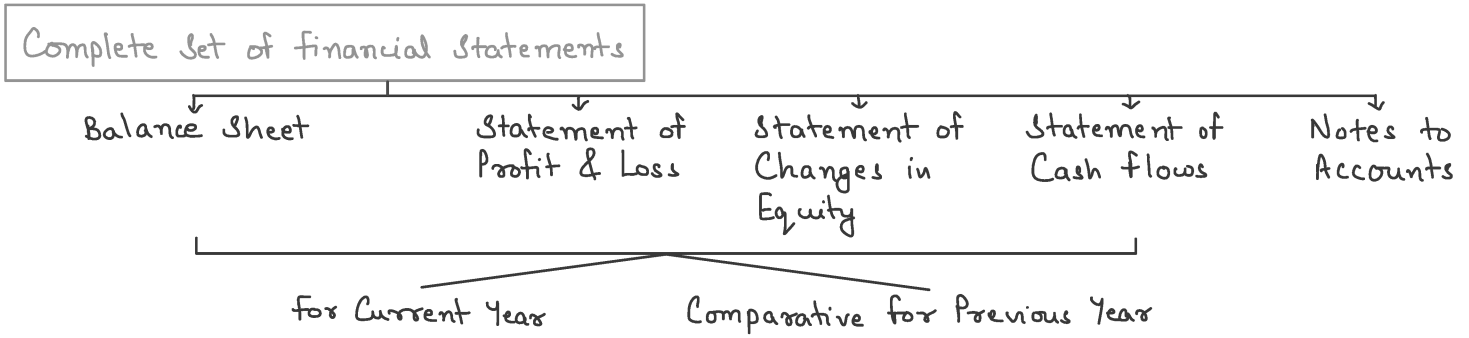 Complete Set of Financial Statements
Balance Sheet
Statement of
Profit & Loss
Statement of
Changes in
Equity
Statement of
Cash flows
Notes to
Accounts
For Current Year
Comparative for Previous Year